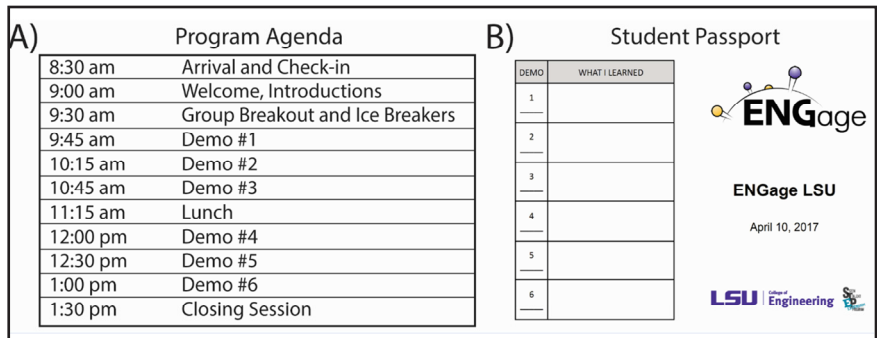 A)
Program Agenda
8:30 am Arrival and Check-in
9:00 am Welcome, Introductions
9:30 am Group Breakout and Ice Breakers
9:45 am Demo #1
10:15 am Demo #2
10:45 am Demo #3
11:15 am Lunch
12:00 pm Demo #4
12:30 pm Demo #5
1:00 pm Demo #6
1:30 pm Closing Session
B)
Student Passport
DEMO WHAT I LEARNED
1
2
3
4
5
6
ENGage
ENGage LSU
April 10, 2017
LSU College of
Engineering